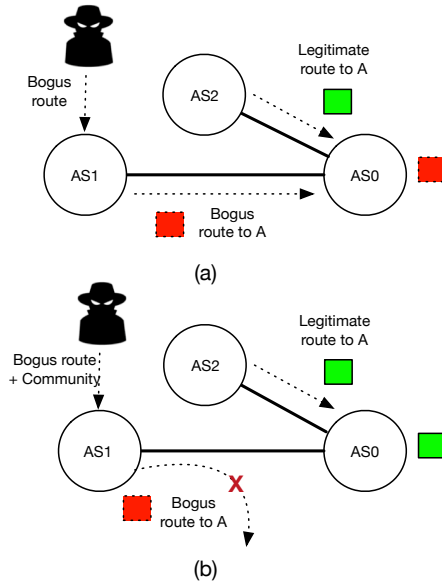 Bogus
route
Legitimate
route to A
AS2
AS1
AS0
Bogus
route to A
(a)
Bogus route
+ Community
Legitimate
route to A
AS2
AS1
AS0
X
Bogus
route to A
(b)